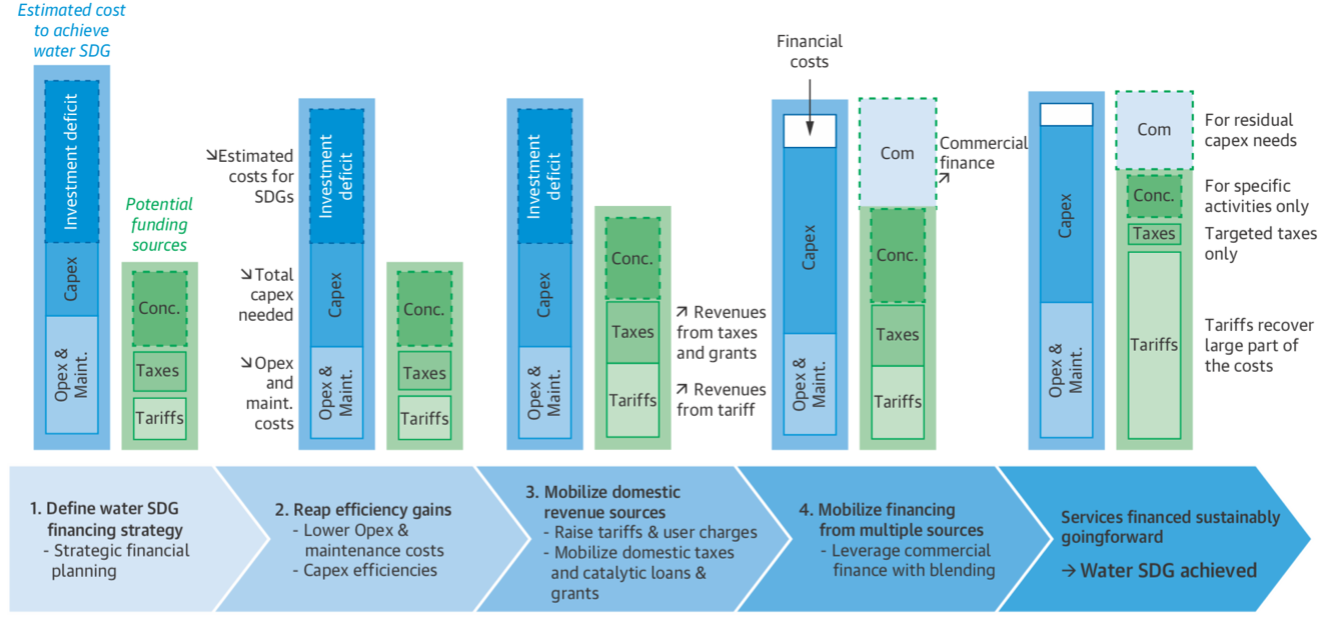 Estimated cost
to achieve
water SDG
Investment deficit
Capex
Opex &
Maint.
Potential
funding
sources
Conc.
Taxes
Tariffs
↘Estimated
costs for
SDGs
↘ Total
capex
needed
↘Opex
and
maint.
costs
Investment
deficit
Capex
Opex &
Maint.
Conc.
Taxes
Tariffs
Investment
deficit
Capex
Opex &
Maint.
Conc.
Taxes
Tariffs
↗ Revenues
from taxes
and grants
↗ Revenues
from tariff
Financial
costs
Capex
Opex &
Maint.
Com
Conc.
Taxes
Tariffs
Commercial
finance
↗
Capex
Opex &
Maint.
Com
Conc.
Taxes
Tariffs
For residual
capex needs
For specific
activities only
Targeted taxes
only
Tariffs recover
large part of
the costs
1. Define water SDG
financing strategy
- Strategic financial
planning
2. Reap efficiency gains
- Lower Opex &
maintenance costs
- Capex efficiencies
3. Mobilize domestic
revenue sources
- Raise tariffs & user charges
- Mobilize domestic taxes
and catalytic loans &
grants
4. Mobilize financing
from multiple sources
- Leverage commercial
finance with blending
Services financed sustainably
goingforward
→ Water SDG achieved